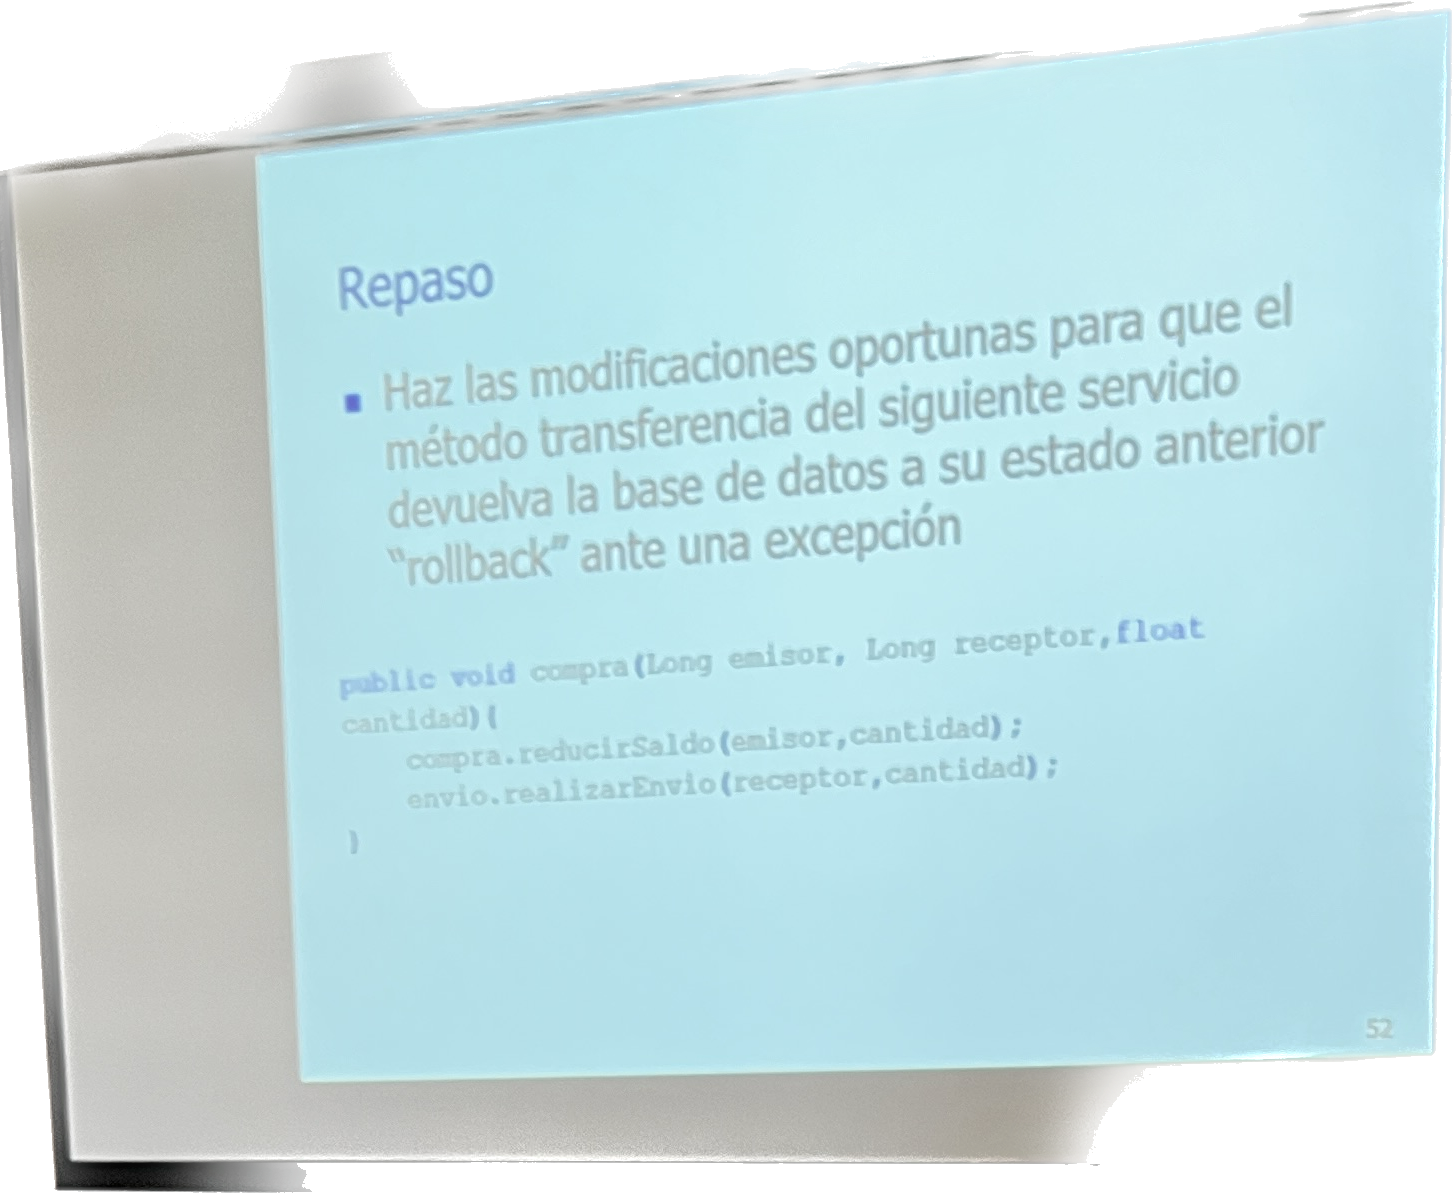 Repaso
▪ Haz las modificaciones oportunas para que el
método transferencia del siguiente servicio
devuelva la base de datos a su estado anterior
“rollback” ante una excepción
public void compra(Long emisor, Long receptor,float
cantidad){
compra.reducirSaldo(emisor,cantidad);
envio.realizarEnvio(receptor,cantidad);
}
52